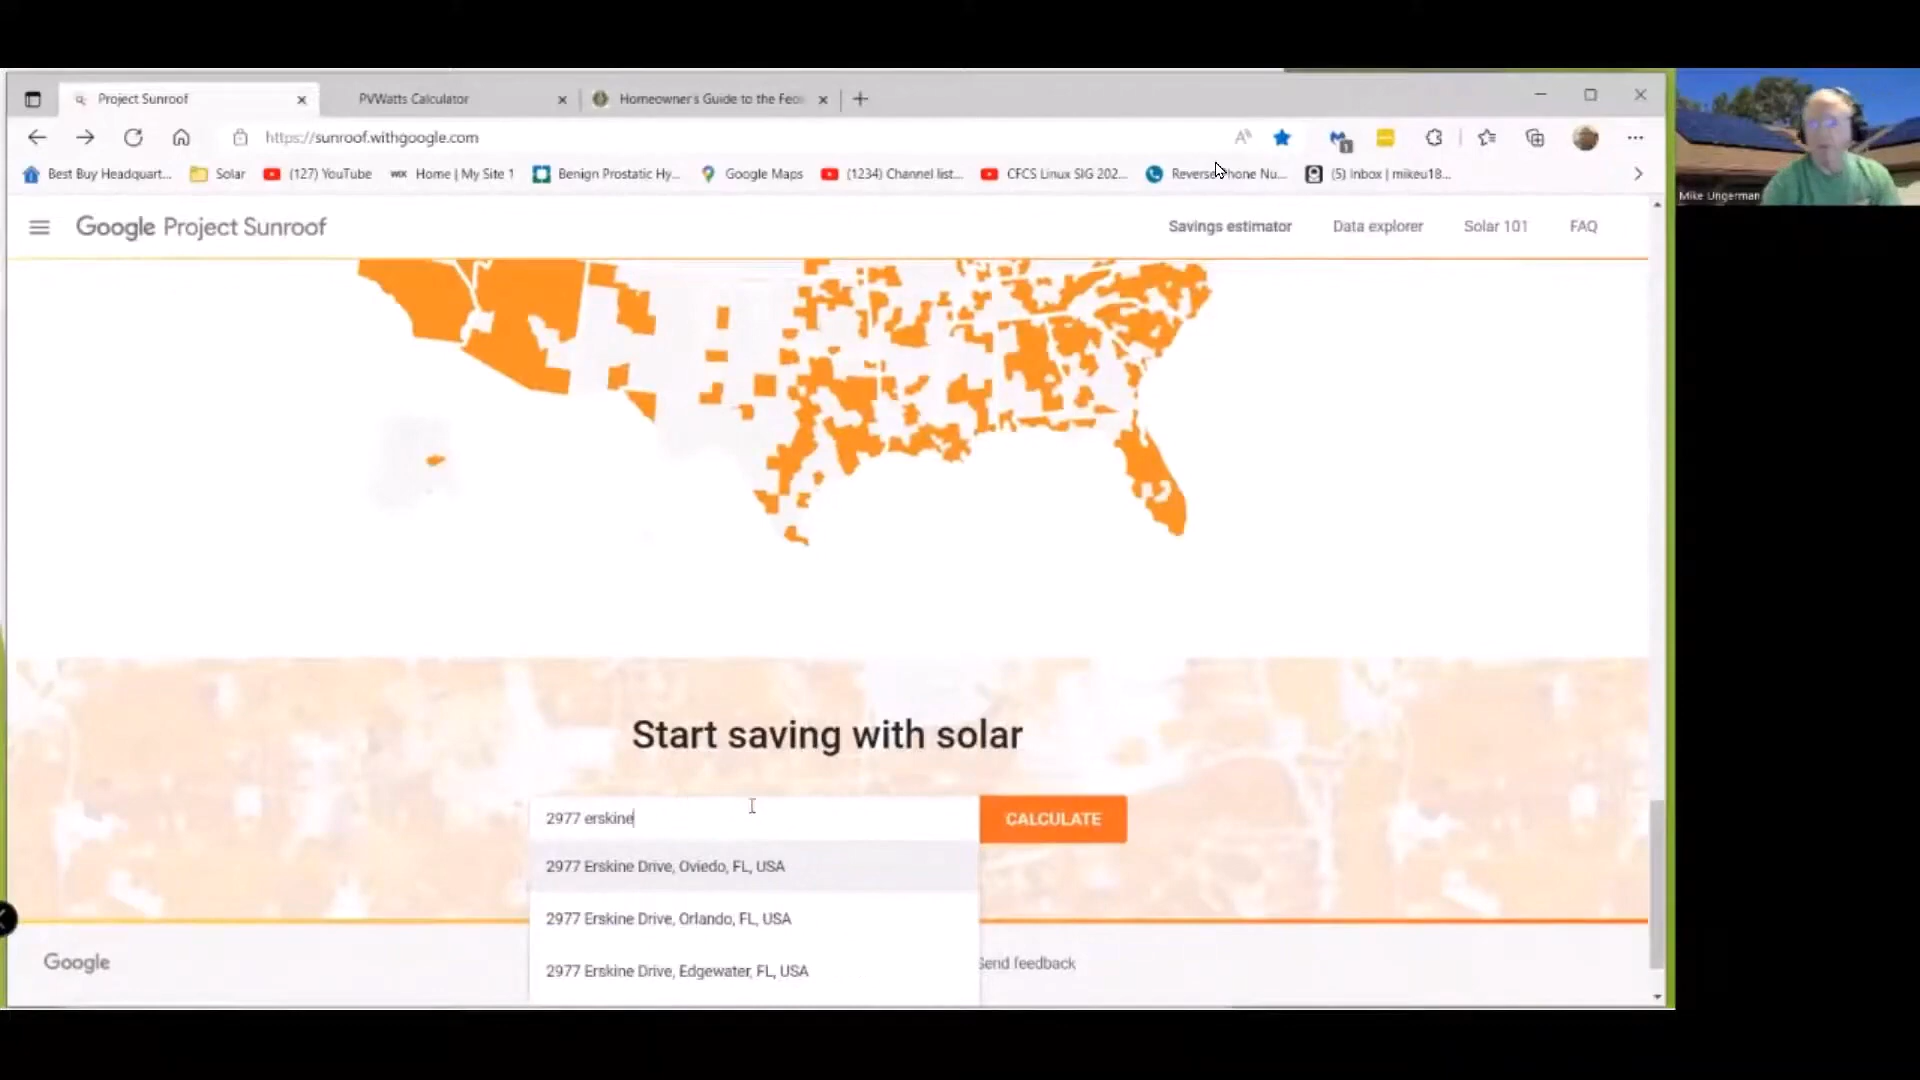 Project Sunroof
PVWatts Calculator
Homeowner's Guide to the Fed
https://sunroof.withgoogle.com
Best Buy Headquart...
Solar
(127) YouTube
WIX Home | My Site 1
Benign Prostatic Hy...
Google Maps
(1234) Channel list...
CFCS Linux SIG 202...
Reverse Phone Nu...
(5) Inbox | mikeu18...
Mike Ungerman
Google Project Sunroof
Savings estimator
Data explorer
Solar 101
FAQ
Start saving with solar
2977 erskine
CALCULATE
2977 Erskine Drive, Oviedo, FL, USA
2977 Erskine Drive, Orlando, FL, USA
2977 Erskine Drive, Edgewater, FL, USA
Google
Send feedback